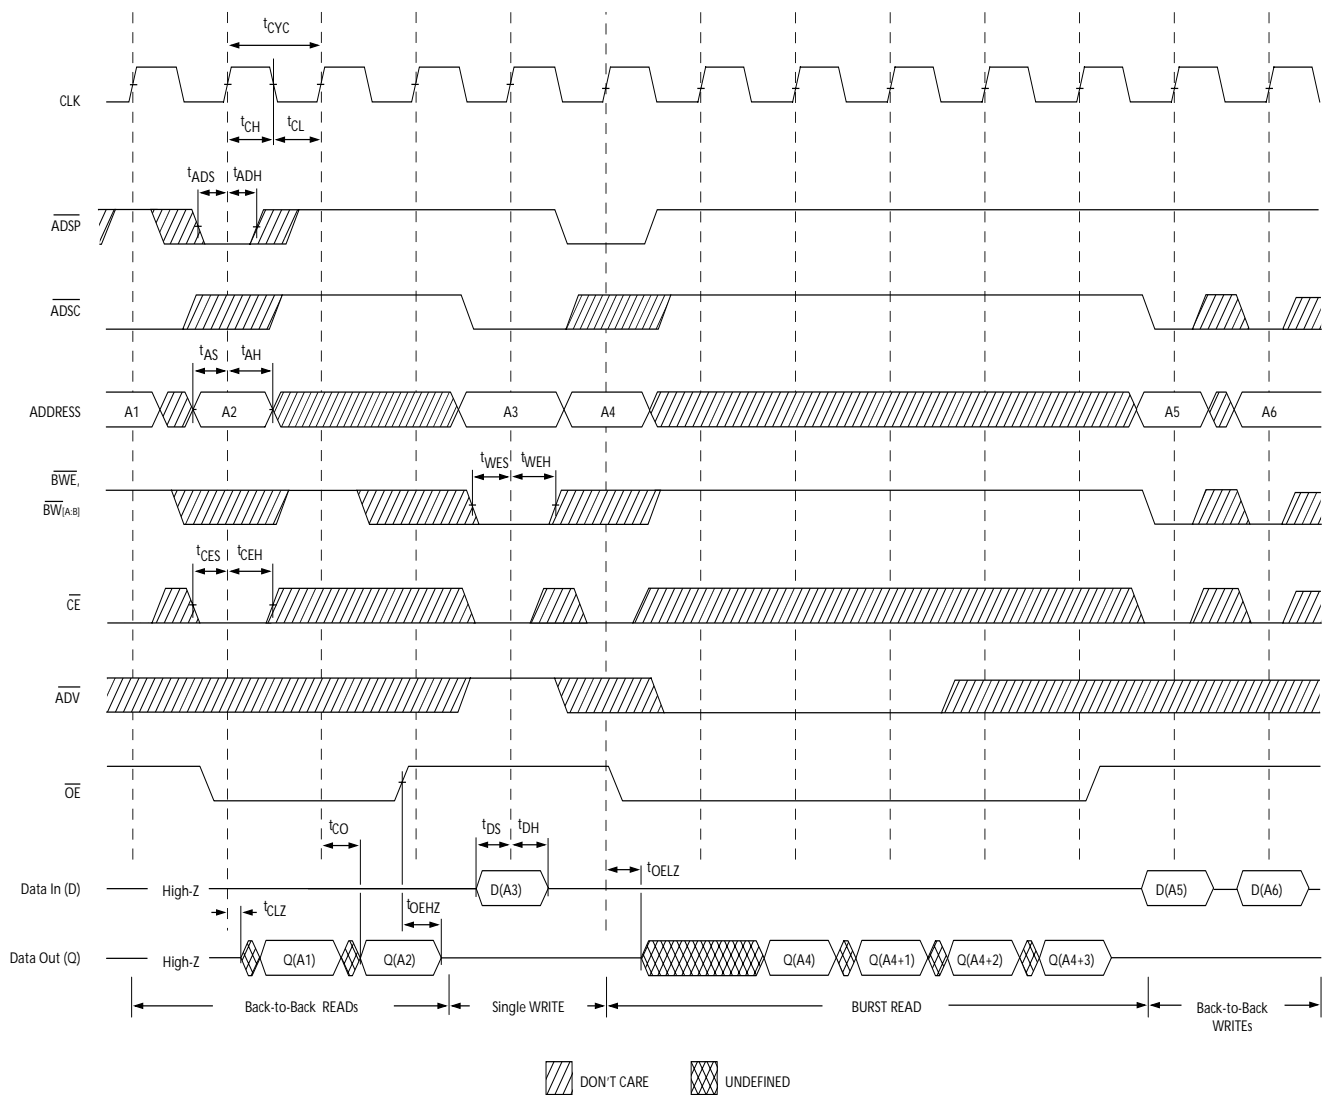 tCYC
CLK
tCH tCL
tADS tADH
ADSP
ADSC
tAS tAH
ADDRESS A1 A2 A3 A4 A5 A6
tWES tWEH
BWE,
BW[A:B]
tCES tCEH
CE
ADV
OE
tCO tDS tDH
tOELZ
Data In (D) High-Z D(A3) D(A5) D(A6)
tCLZ tOEHZ
Data Out (Q) High-Z Q(A1) Q(A2) Q(A4) Q(A4+1) Q(A4+2) Q(A4+3)
Back-to-Back READs Single WRITE BURST READ Back-to-Back
WRITEs
DON'T CARE UNDEFINED